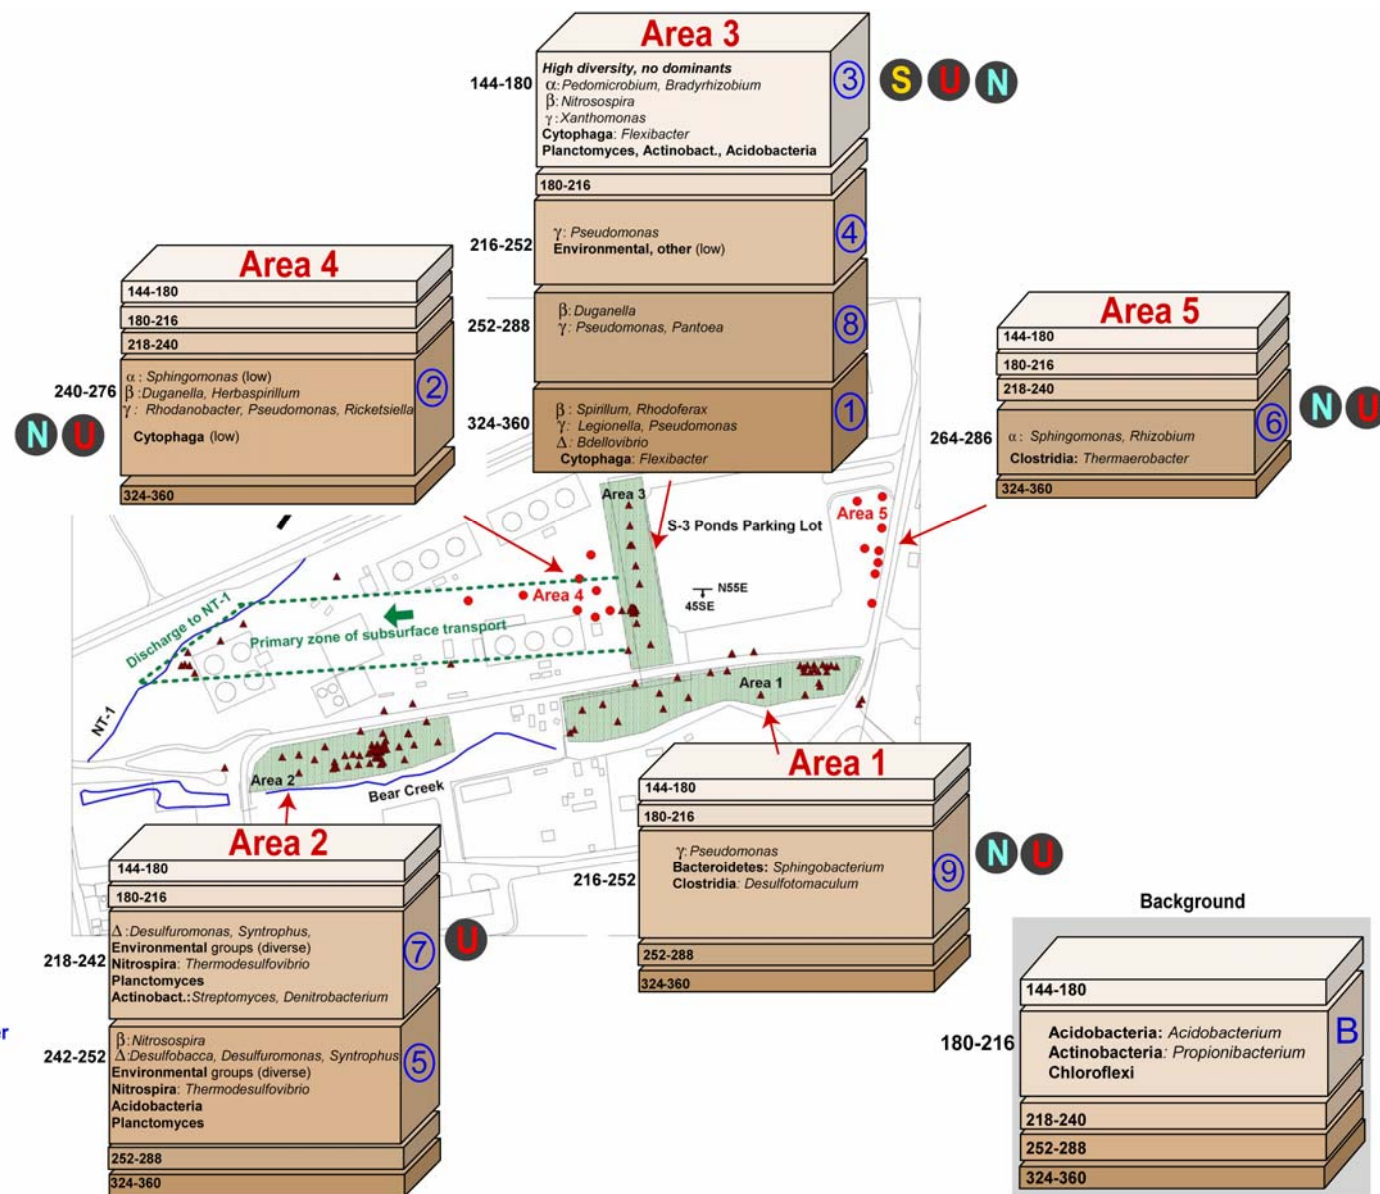 Area 3
144-180
High diversity, no dominants
α: Pedomicrobium, Bradyrhizobium
β: Nitrosospira
γ: Xanthomonas
Cytophaga: Flexibacter
Planctomyces, Actinobact., Acidobacteria
3
S U N
180-216
216-252
γ: Pseudomonas
Environmental, other (low)
4
252-288
β: Duganella
γ: Pseudomonas, Pantoea
8
324-360
β: Spirillum, Rhodoferax
γ: Legionella, Pseudomonas
Δ: Bdellovibrio
Cytophaga: Flexibacter
1
Area 4
144-180
180-216
218-240
240-276
α: Sphingomonas (low)
β: Duganella, Herbaspirillum
γ: Rhodanobacter, Pseudomonas, Ricketsiella
Cytophaga (low)
2
N U
324-360
Area 5
144-180
180-216
218-240
264-286
α: Sphingomonas, Rhizobium
Clostridia: Thermaerobacter
6
N U
324-360
Area 3
S-3 Ponds Parking Lot
Area 5
N55E
45SE
Area 4
Discharge to NT-1
Primary zone of subsurface transport
NT-1
Area 1
Area 2
Bear Creek
Area 1
144-180
180-216
216-252
γ: Pseudomonas
Bacteroidetes: Sphingobacterium
Clostridia: Desulfotomaculum
9
N U
252-288
324-360
Area 2
144-180
180-216
218-242
Δ: Desulfuromonas, Syntrophus,
Environmental groups (diverse)
Nitrospira: Thermodesulfovibrio
Planctomyces
Actinobact.: Streptomyces, Denitrobacterium
7
U
242-252
β: Nitrosospira
Δ: Desulfobacca, Desulfuromonas, Syntrophus
Environmental groups (diverse)
Nitrospira: Thermodesulfovibrio
Acidobacteria
Planctomyces
5
252-288
324-360
er
Background
144-180
180-216
Acidobacteria: Acidobacterium
Actinobacteria: Propionibacterium
Chloroflexi
B
218-240
252-288
324-360